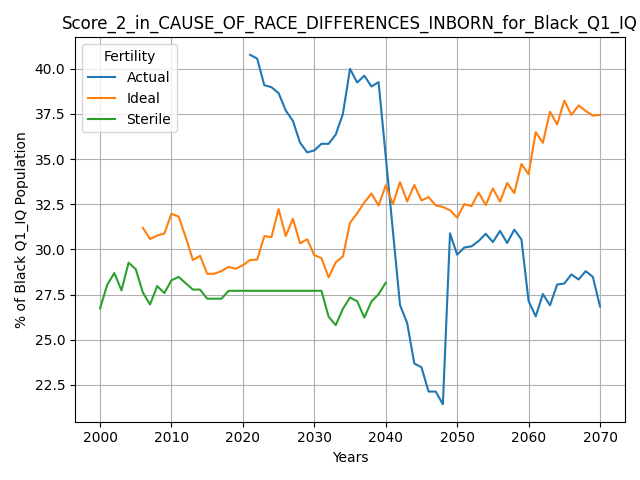 Score_2_in_CAUSE_OF_RACE_DIFFERENCES_INBORN_for_Black_Q1_IQ
Fertility
Actual
Ideal
Sterile
% of Black Q1_IQ Population
40.0
37.5
35.0
32.5
30.0
27.5
25.0
22.5
2000 2010 2020 2030 2040 2050 2060 2070
Years